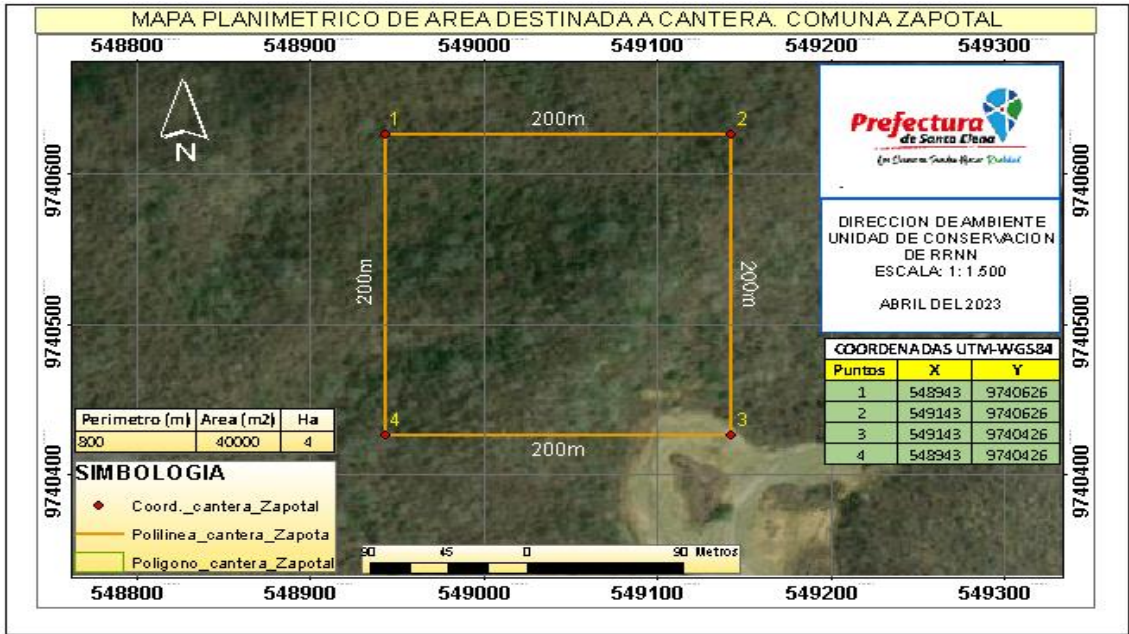 MAPA PLANIMETRICO DE AREA DESTINADA A CANTERA. COMUNA ZAPOTAL
548800 548900 549000 549100 549200 549300
N
1 200m 2
Prefectura
de Santa Elena
9740600 9740600
DIRECCION DE AMBIENTE
UNIDAD DE CONSERVACION
DE RRNN
ESCALA: 1: 1.500
ABRIL DEL 2023
200m 200m
9740500 9740500
COORDENADAS UTM-WGS84
Puntos X Y
1 548943 9740626
2 549143 9740626
3 549143 9740426
4 548943 9740426
4 200m 3
Perimetro (m) Area (m2) Ha
800 40000 4
9740400 9740400
SIMBOLOGIA
Coord._cantera_Zapotal
Polilinea_cantera_Zapota
Poligono_cantera_Zapotal
90 45 0 90 Metros
548800 548900 549000 549100 549200 549300